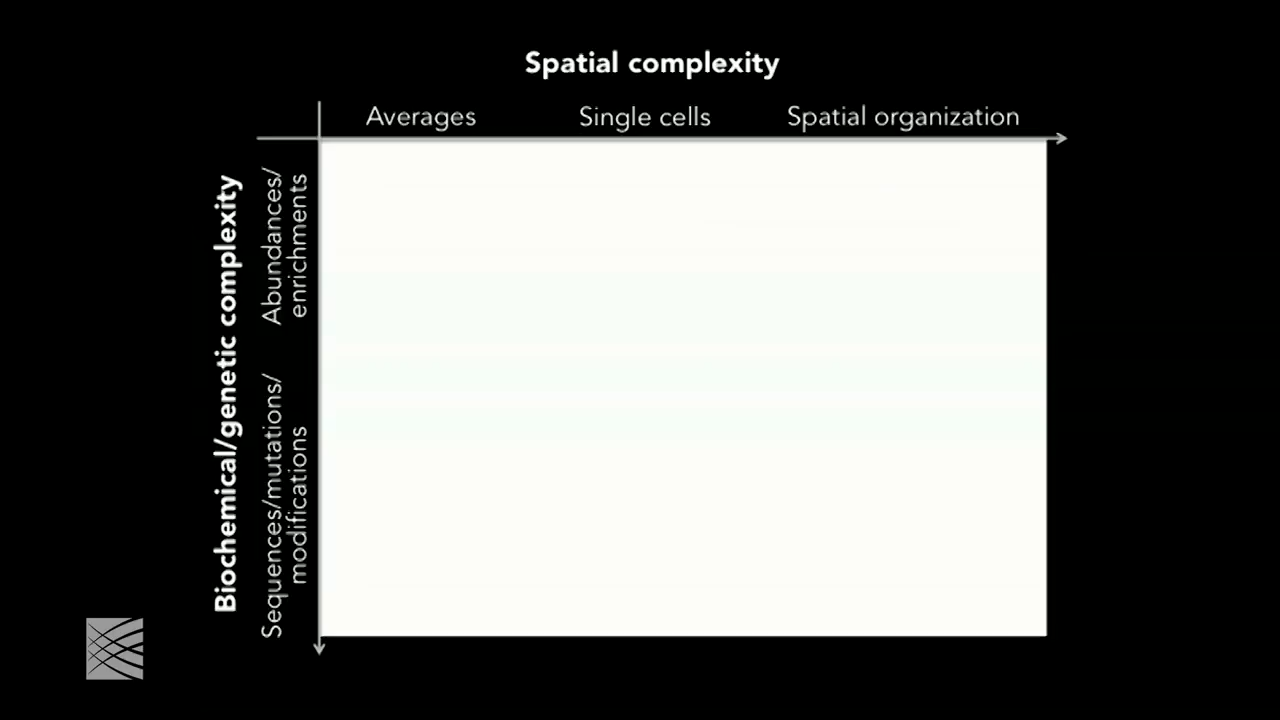 Spatial complexity
Averages
Single cells
Spatial organization
Biochemical/genetic complexity
Abundances/
enrichments
Sequences/mutations/
modifications